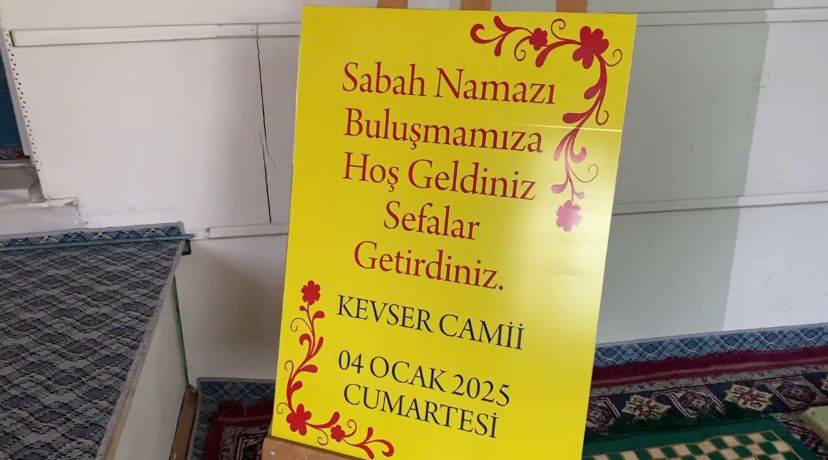 Sabah Namazı
Buluşmamıza
Hoş Geldiniz
Sefalar
Getirdiniz.
KEVSER CAMİİ
04 OCAK 2025
CUMARTESİ